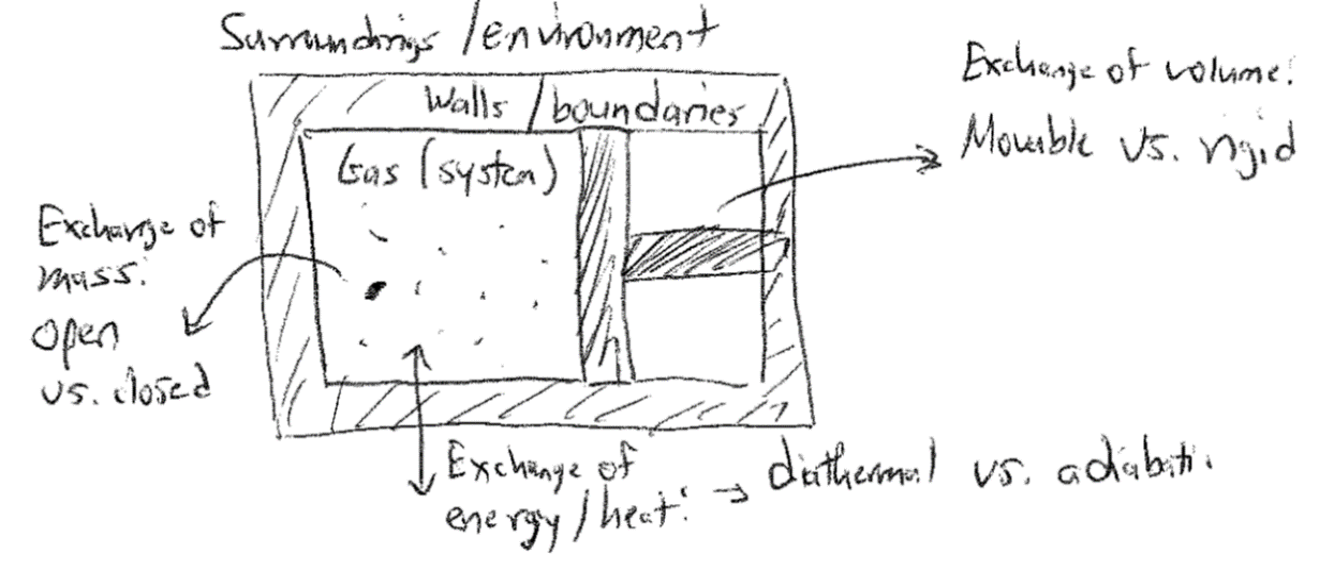 Surroundings / environment
Walls / boundaries
Gas (system)
Exchange of volume:
Movable vs. rigid
Exchange of
mass:
open
vs. closed
Exchange of
energy / heat: → diathermal vs. adiabati